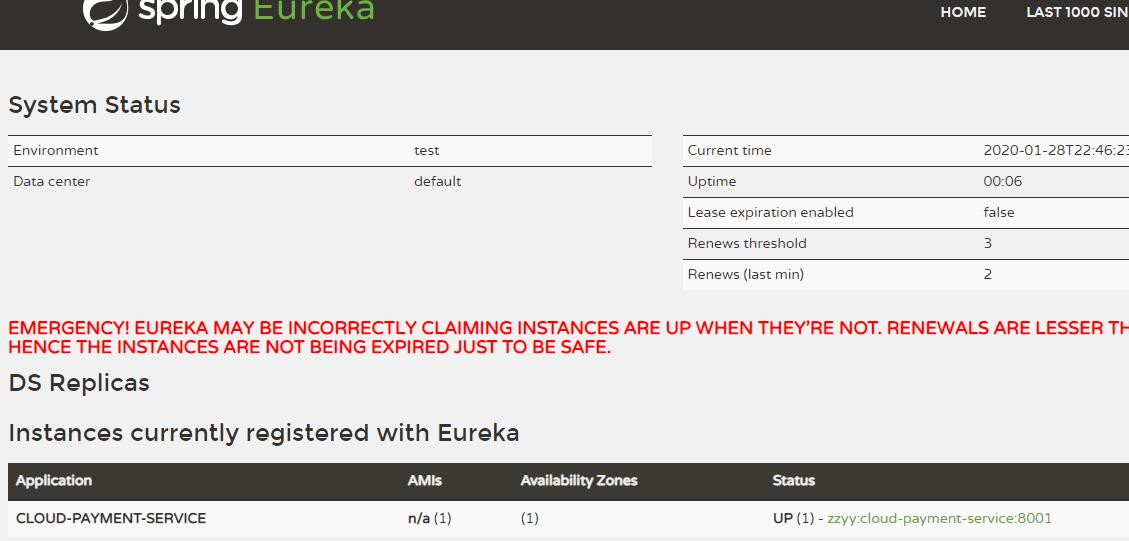 spring Eureka HOME LAST 1000 SIN
System Status
Environment test Current time 2020-01-28T22:46:23
Data center default Uptime 00:06
Lease expiration enabled false
Renews threshold 3
Renews (last min) 2
EMERGENCY! EUREKA MAY BE INCORRECTLY CLAIMING INSTANCES ARE UP WHEN THEY'RE NOT. RENEWALS ARE LESSER TH
HENCE THE INSTANCES ARE NOT BEING EXPIRED JUST TO BE SAFE.
DS Replicas
Instances currently registered with Eureka
Application AMIs Availability Zones Status
CLOUD-PAYMENT-SERVICE n/a (1) (1) UP (1) - zzyy:cloud-payment-service:8001